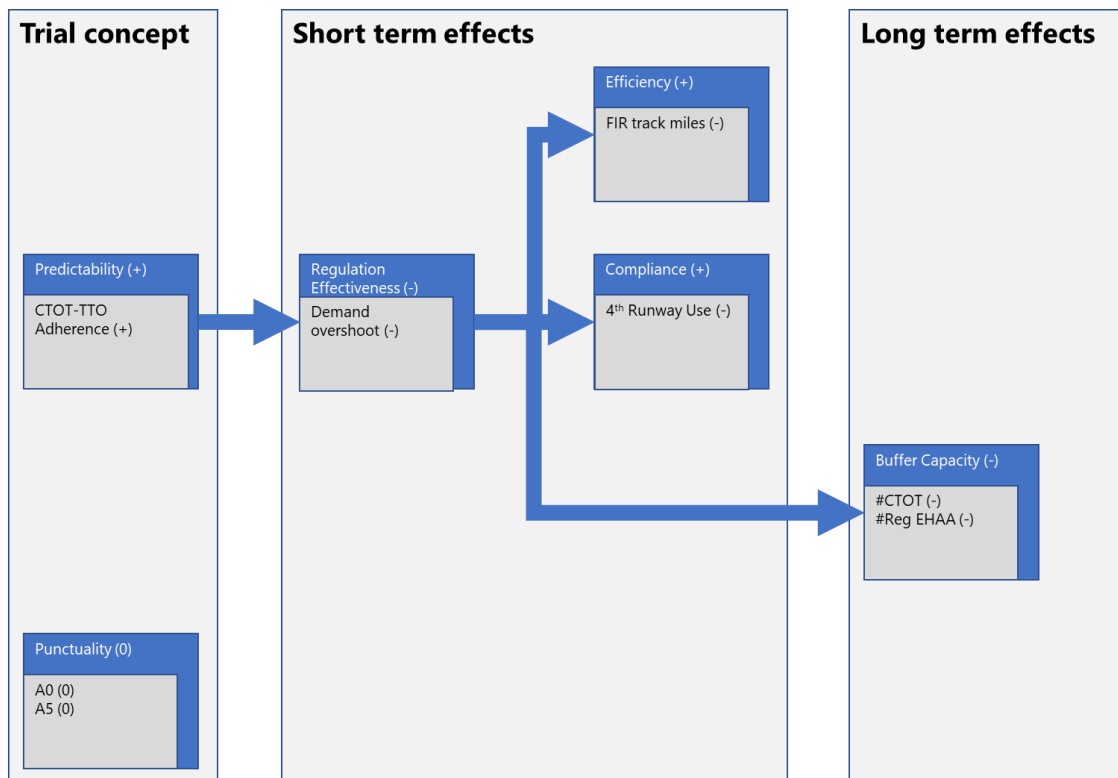 Trial concept
Short term effects
Long term effects
Efficiency (+)
FIR track miles (-)
Predictability (+)
CTOT-TTO
Adherence (+)
Regulation
Effectiveness (-)
Demand
overshoot (-)
Compliance (+)
4th Runway Use (-)
Buffer Capacity (-)
#CTOT (-)
#Reg EHAA (-)
Punctuality (0)
A0 (0)
A5 (0)